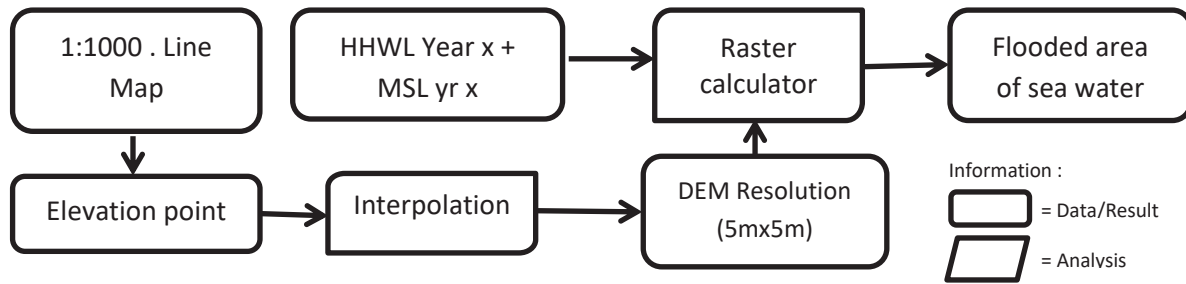 1:1000 . Line
Map
HHWL Year x +
MSL yr x
Raster
calculator
Flooded area
of sea water
Elevation point
Interpolation
DEM Resolution
(5mx5m)
Information :
= Data/Result
= Analysis